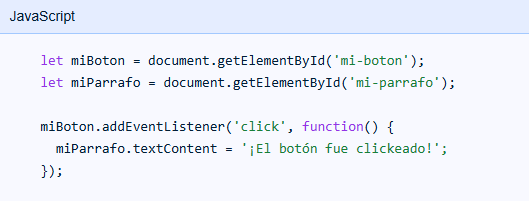 JavaScript
let miBoton = document.getElementById('mi-boton');
let miParrafo = document.getElementById('mi-parrafo');
miBoton.addEventListener('click', function() {
miParrafo.textContent = '¡El botón fue clickeado!';
});